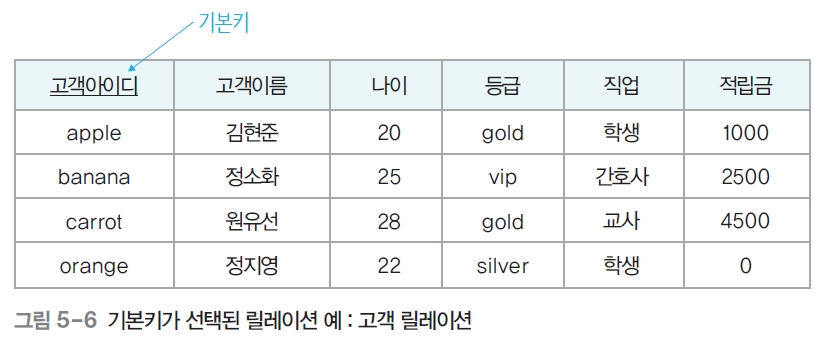 기본키
고객아이디 고객이름 나이 등급 직업 적립금
apple 김현준 20 gold 학생 1000
banana 정소화 25 vip 간호사 2500
carrot 원유선 28 gold 교사 4500
orange 정지영 22 silver 학생 0
그림 5-6 기본키가 선택된 릴레이션 예 : 고객 릴레이션